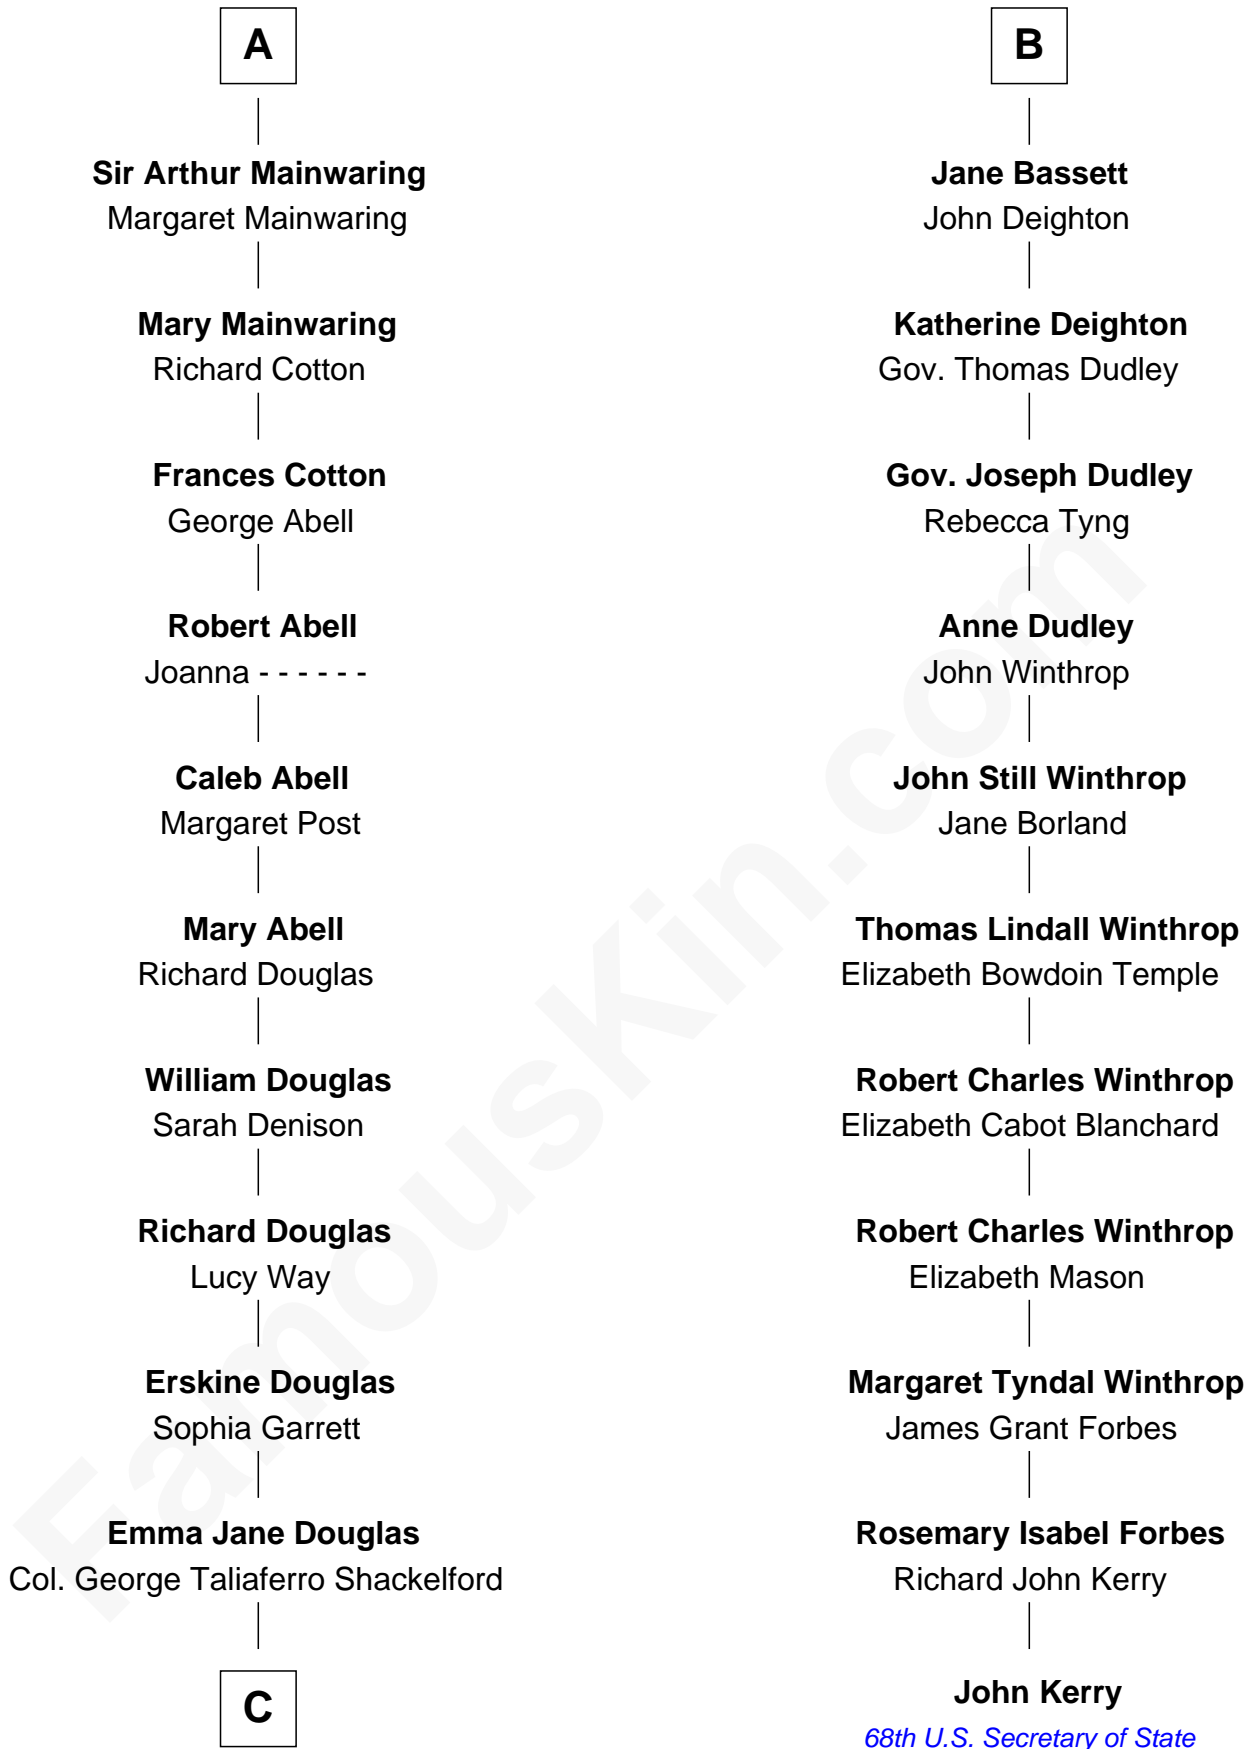 A
Sir Arthur Mainwaring
Margaret Mainwaring
Mary Mainwaring
Richard Cotton
Frances Cotton
George Abell
Robert Abell
Joanna - - - - - -
Caleb Abell
Margaret Post
Mary Abell
Richard Douglas
William Douglas
Sarah Denison
Richard Douglas
Lucy Way
Erskine Douglas
Sophia Garrett
Emma Jane Douglas
Col. George Taliaferro Shackelford
C
B
Jane Bassett
John Deighton
Katherine Deighton
Gov. Thomas Dudley
Gov. Joseph Dudley
Rebecca Tyng
Anne Dudley
John Winthrop
John Still Winthrop
Jane Borland
Thomas Lindall Winthrop
Elizabeth Bowdoin Temple
Robert Charles Winthrop
Elizabeth Cabot Blanchard
Robert Charles Winthrop
Elizabeth Mason
Margaret Tyndal Winthrop
James Grant Forbes
Rosemary Isabel Forbes
Richard John Kerry
John Kerry
68th U.S. Secretary of State
FamousKin.com